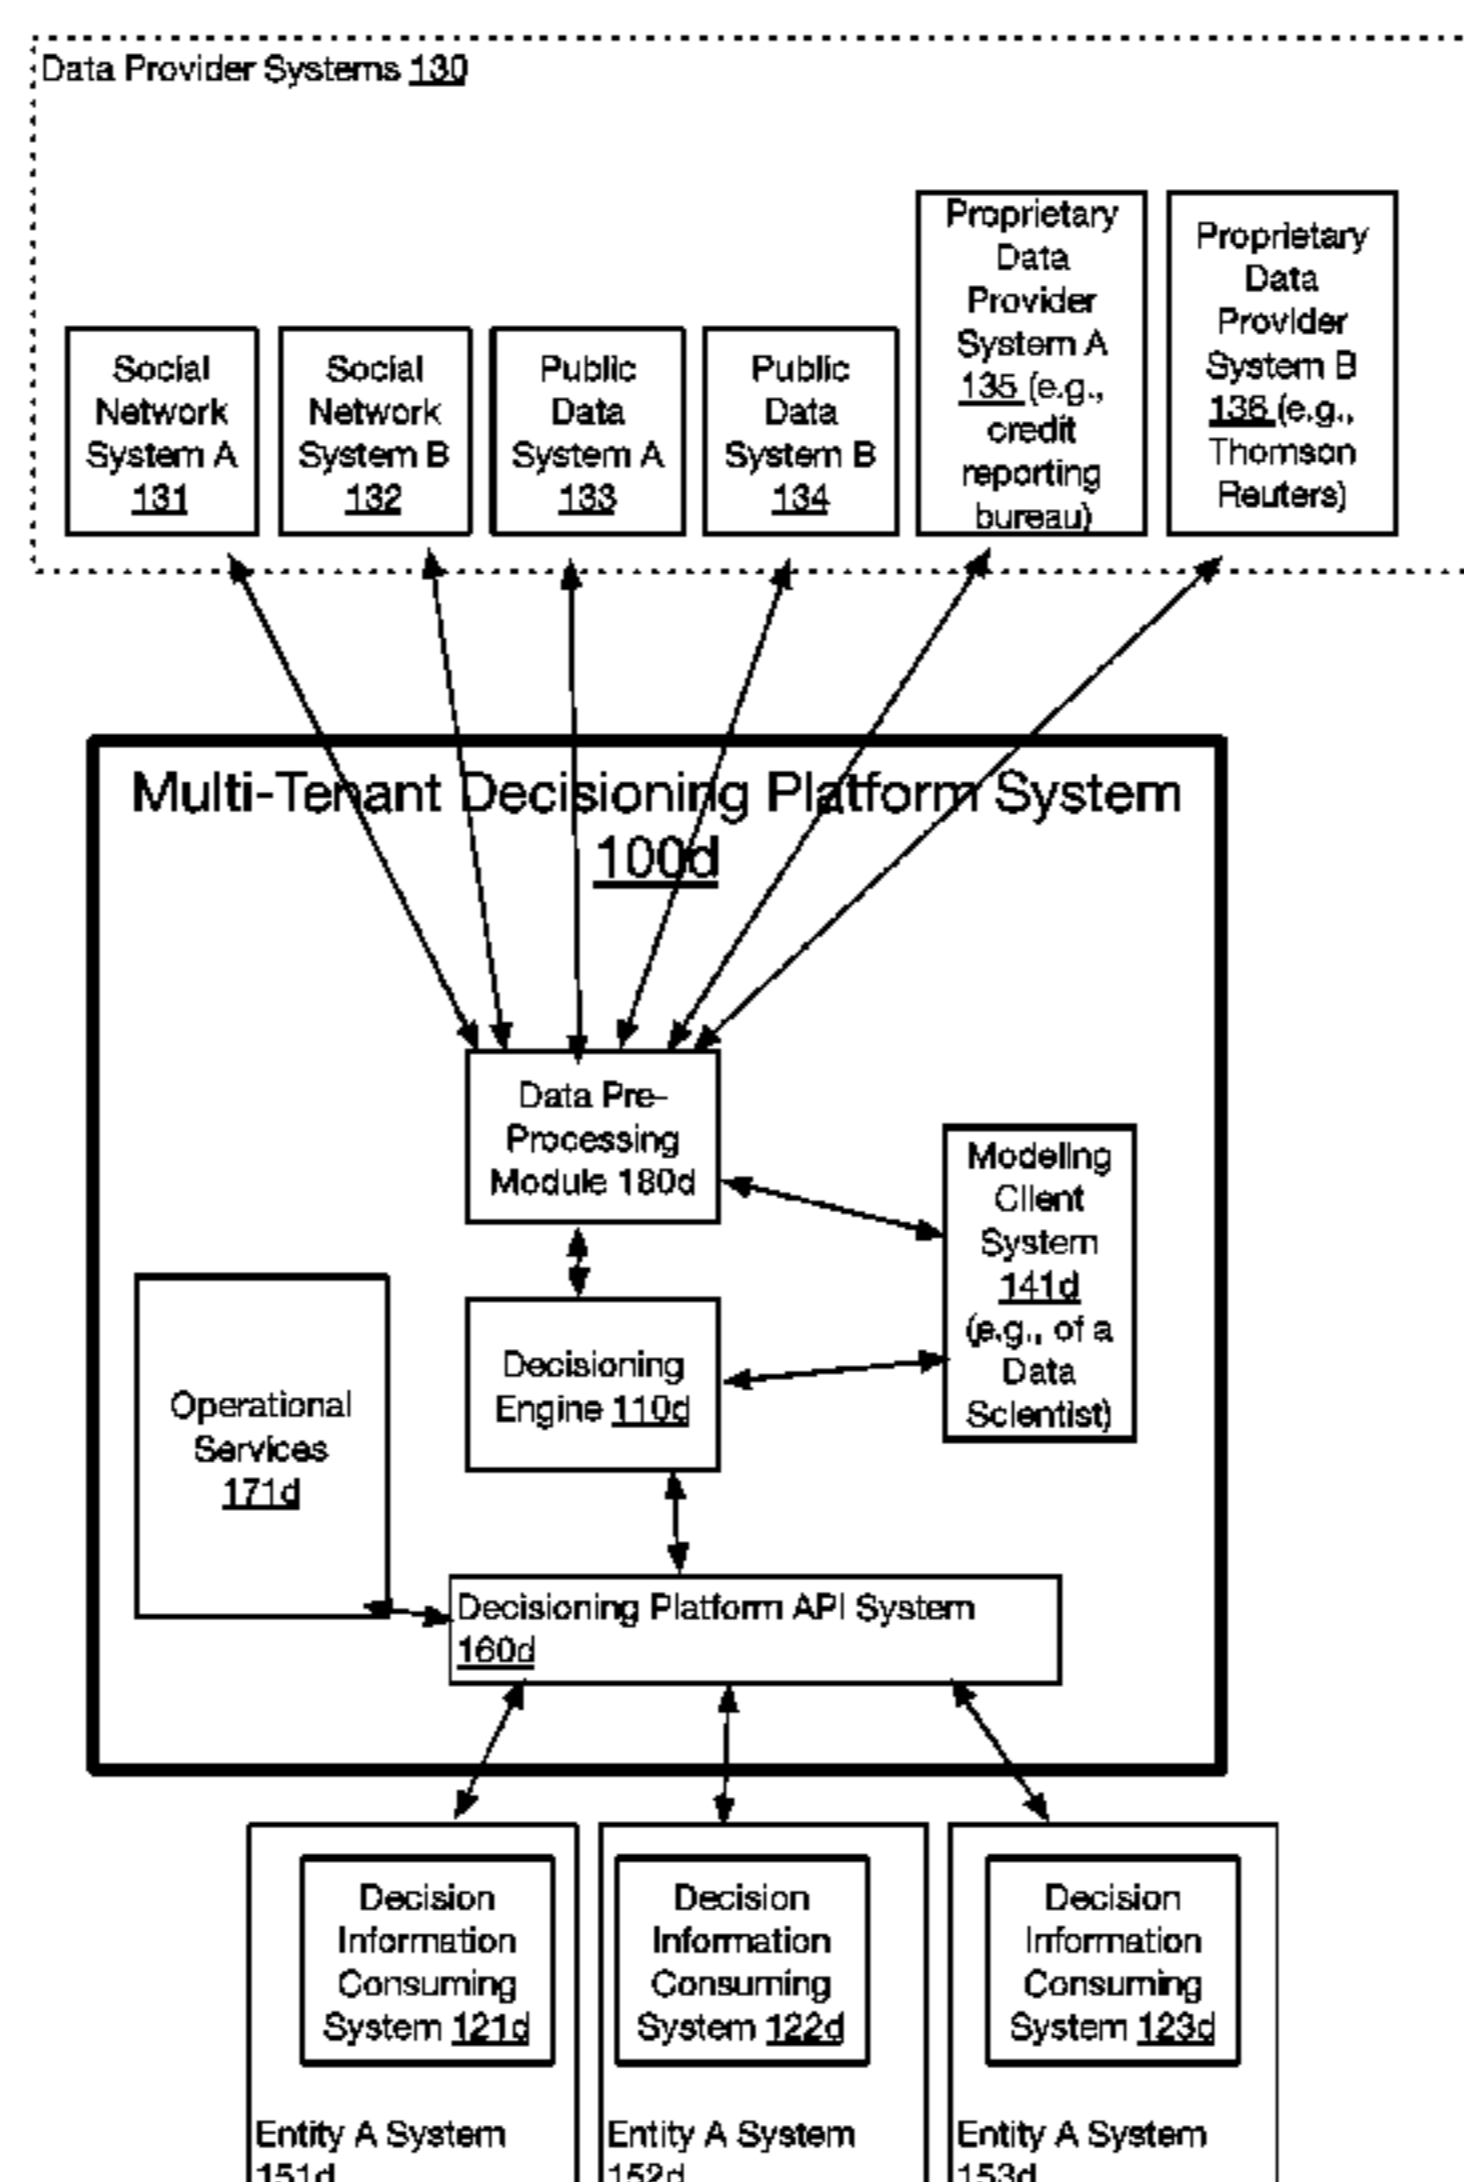 Data Provider Systems 130
Social
Network
System A
131
Social
Network
System B
132
Public
Data
System A
133
Public
Data
System B
134
Proprietary
Data
Provider
System A
135 (e.g.,
credit
reporting
bureau)
Proprietary
Data
Provider
System B
136 (e.g.,
Thomson
Reuters)
Multi-Tenant Decisioning Platform System
100d
Data Pre-
Processing
Module 180d
Modeling
Client
System
141d
(e.g., of a
Data
Scientist)
Operational
Services
171d
Decisioning
Engine 110d
Decisioning Platform API System
160d
Decision
Information
Consuming
System 121d
Entity A System
151d
Decision
Information
Consuming
System 122d
Entity A System
152d
Decision
Information
Consuming
System 123d
Entity A System
153d